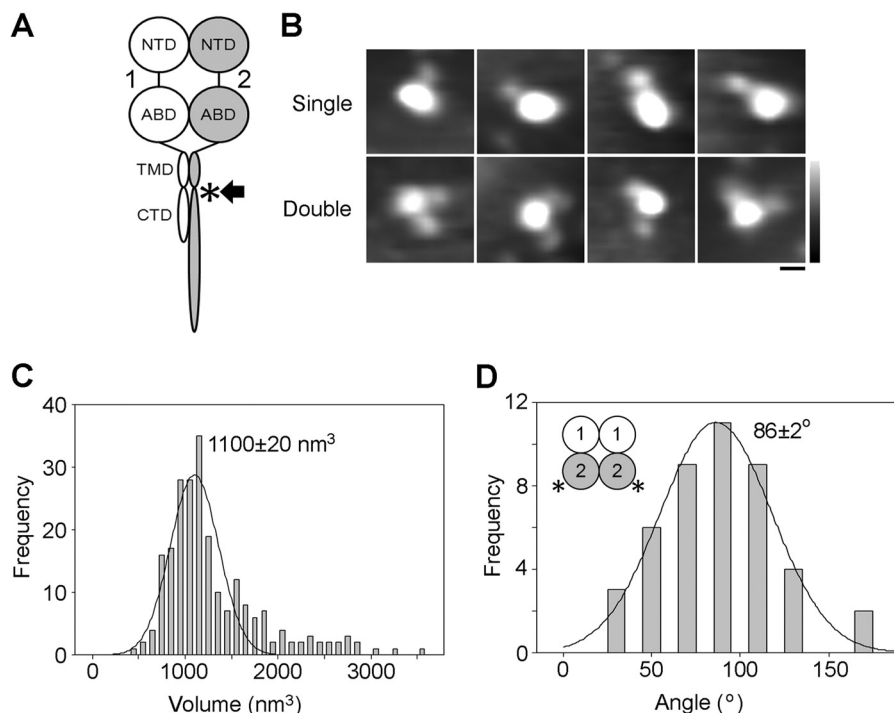 A
NTD NTD
1 2
ABD ABD
TMD
*
CTD
B
Single
Double
C
Frequency
40
30
20
10
0
1100±20 nm³
0 1000 2000 3000
Volume (nm³)
D
Frequency
12
8
4
0
1 1
2 2
* *
86±2°
0 50 100 150
Angle (°)